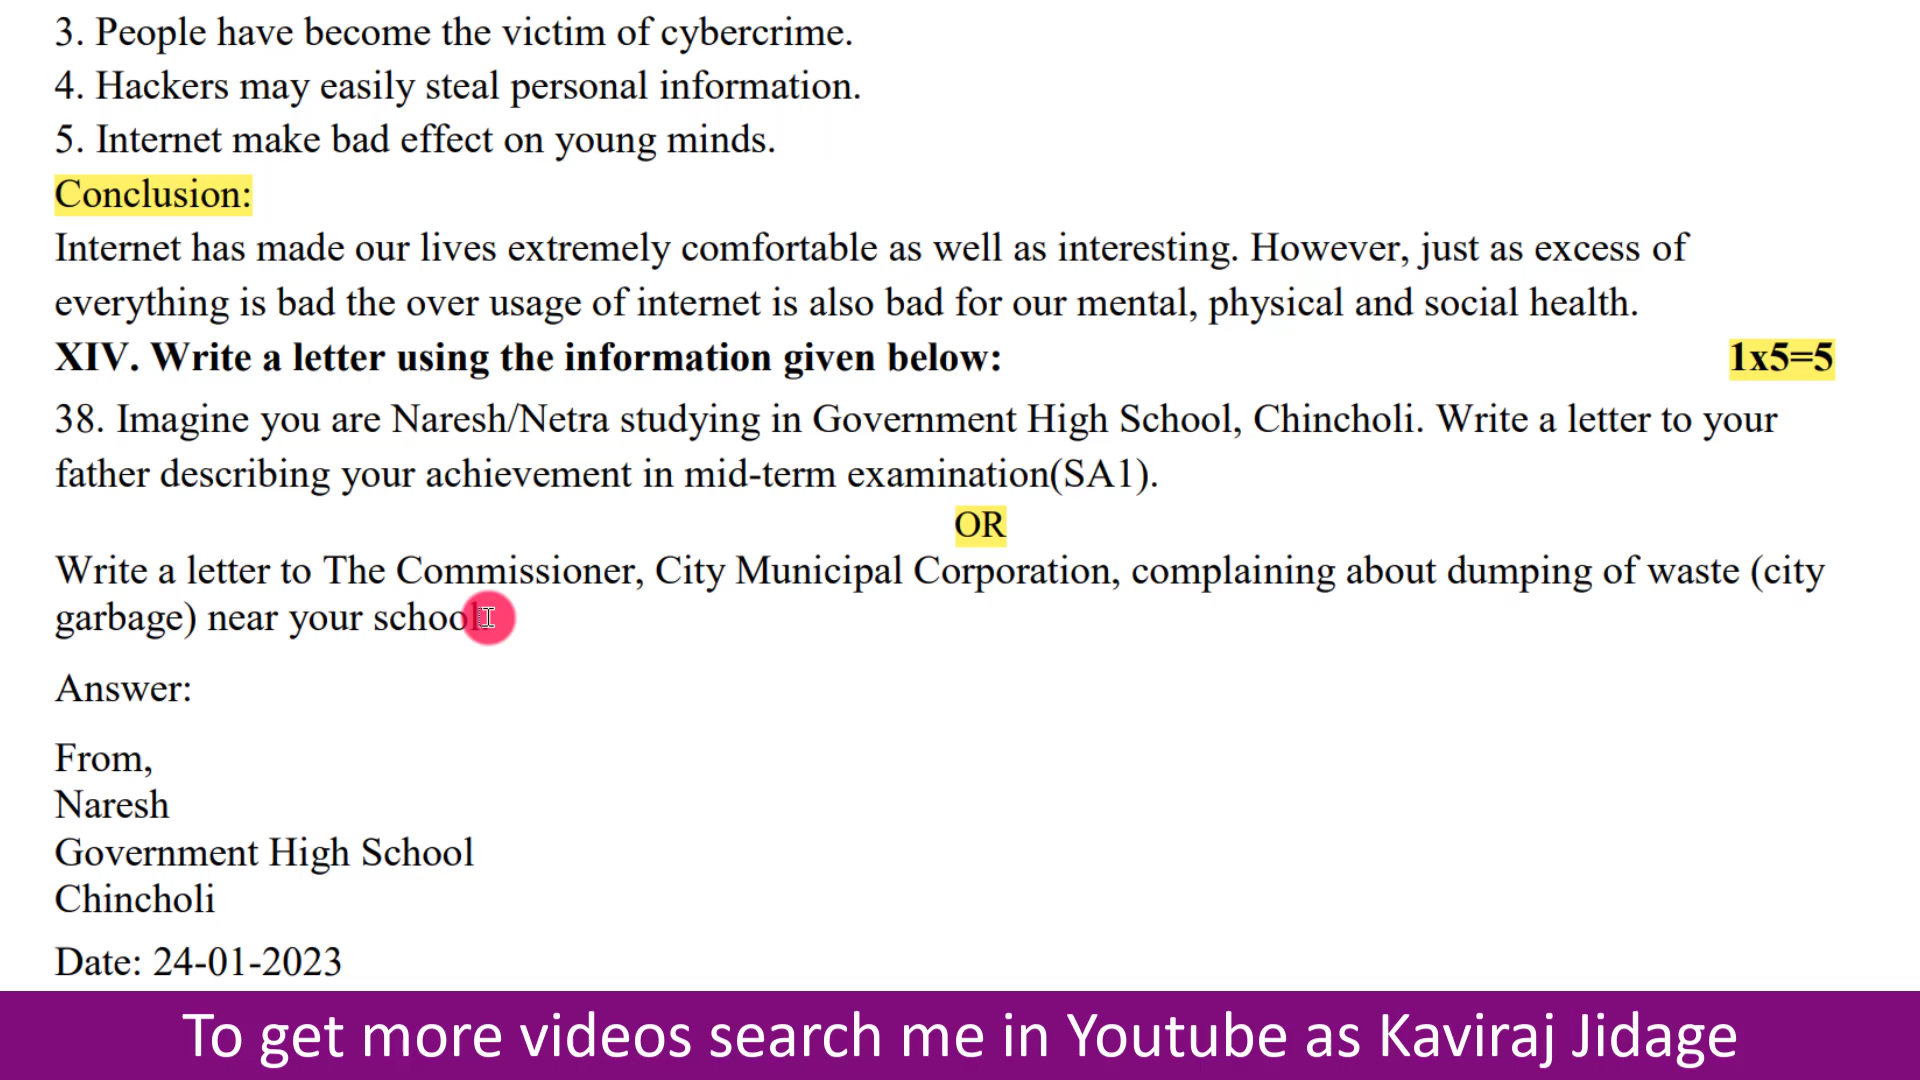 3. People have become the victim of cybercrime.
4. Hackers may easily steal personal information.
5. Internet make bad effect on young minds.
Conclusion:
Internet has made our lives extremely comfortable as well as interesting. However, just as excess of
everything is bad the over usage of internet is also bad for our mental, physical and social health.
XIV. Write a letter using the information given below: 1x5=5
38. Imagine you are Naresh/Netra studying in Government High School, Chincholi. Write a letter to your
father describing your achievement in mid-term examination(SA1).
OR
Write a letter to The Commissioner, City Municipal Corporation, complaining about dumping of waste (city
garbage) near your school.
Answer:
From,
Naresh
Government High School
Chincholi
Date: 24-01-2023
To get more videos search me in Youtube as Kaviraj Jidage